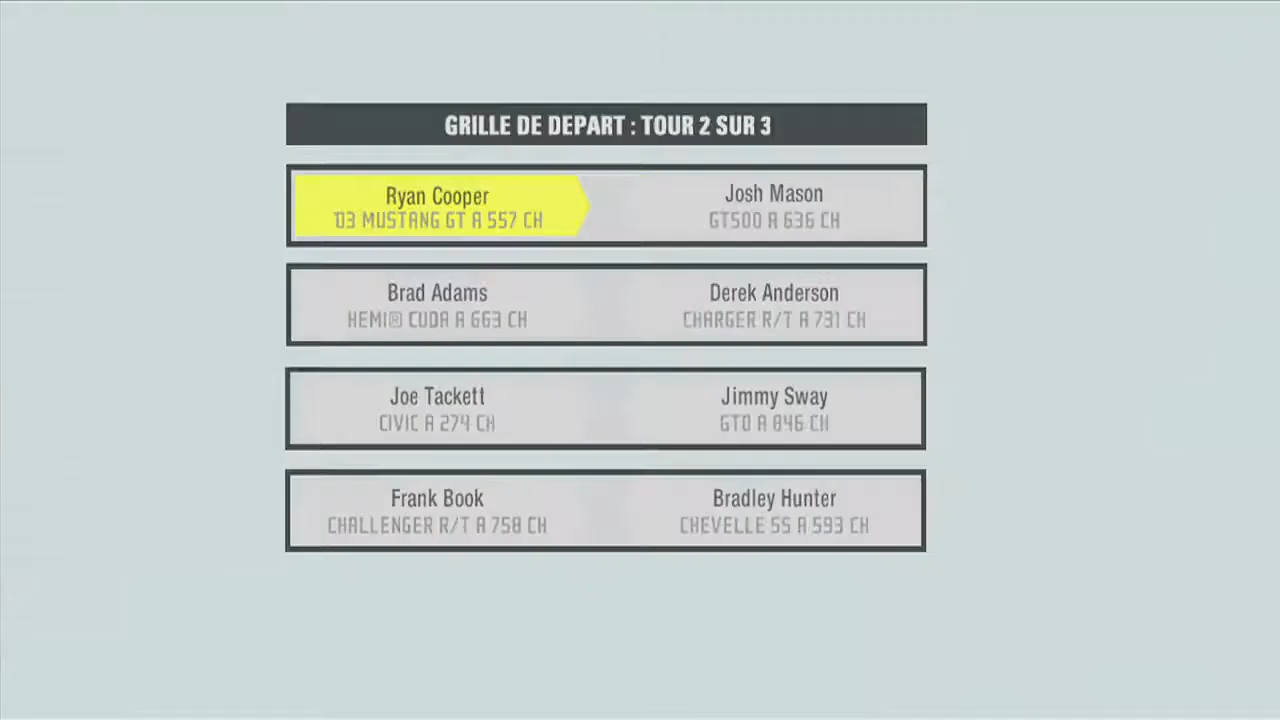 GRILLE DE DEPART : TOUR 2 SUR 3
Ryan Cooper
'03 MUSTANG GT A 557 CH
Josh Mason
GT500 A 636 CH
Brad Adams
HEMI® CUDA A 663 CH
Derek Anderson
CHARGER R/T A 731 CH
Joe Tackett
CIVIC A 274 CH
Jimmy Sway
GTO A 846 CH
Frank Book
CHALLENGER R/T A 758 CH
Bradley Hunter
CHEVELLE SS A 593 CH